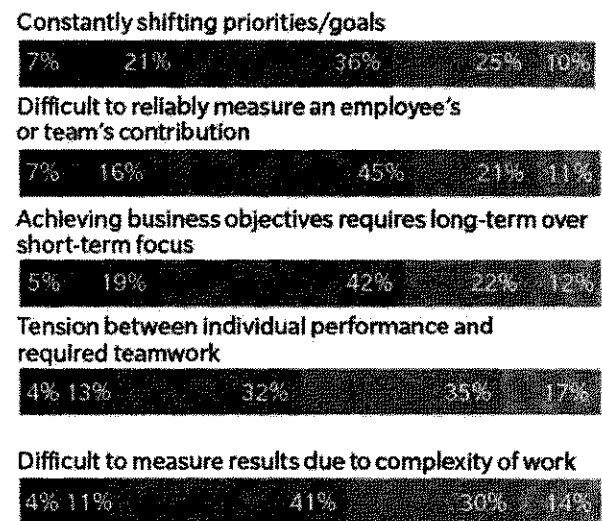 Constantly shifting priorities/goals
7% 21% 36% 25% 10%
Difficult to reliably measure an employee's
or team's contribution
7% 16% 45% 21% 11%
Achieving business objectives requires long-term over
short-term focus
5% 19% 42% 22% 12%
Tension between individual performance and
required teamwork
4% 13% 32% 35% 17%
Difficult to measure results due to complexity of work
4% 11% 41% 30% 14%